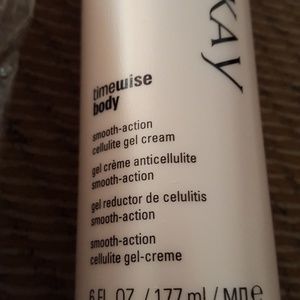 KAY
timewise
body
smooth-action
cellulite gel cream
gel crème anticellulite
smooth-action
gel reductor de celulitis
smooth-action
smooth-action
cellulite gel-creme
6 FL. OZ. / 177 ml / МЛ℮